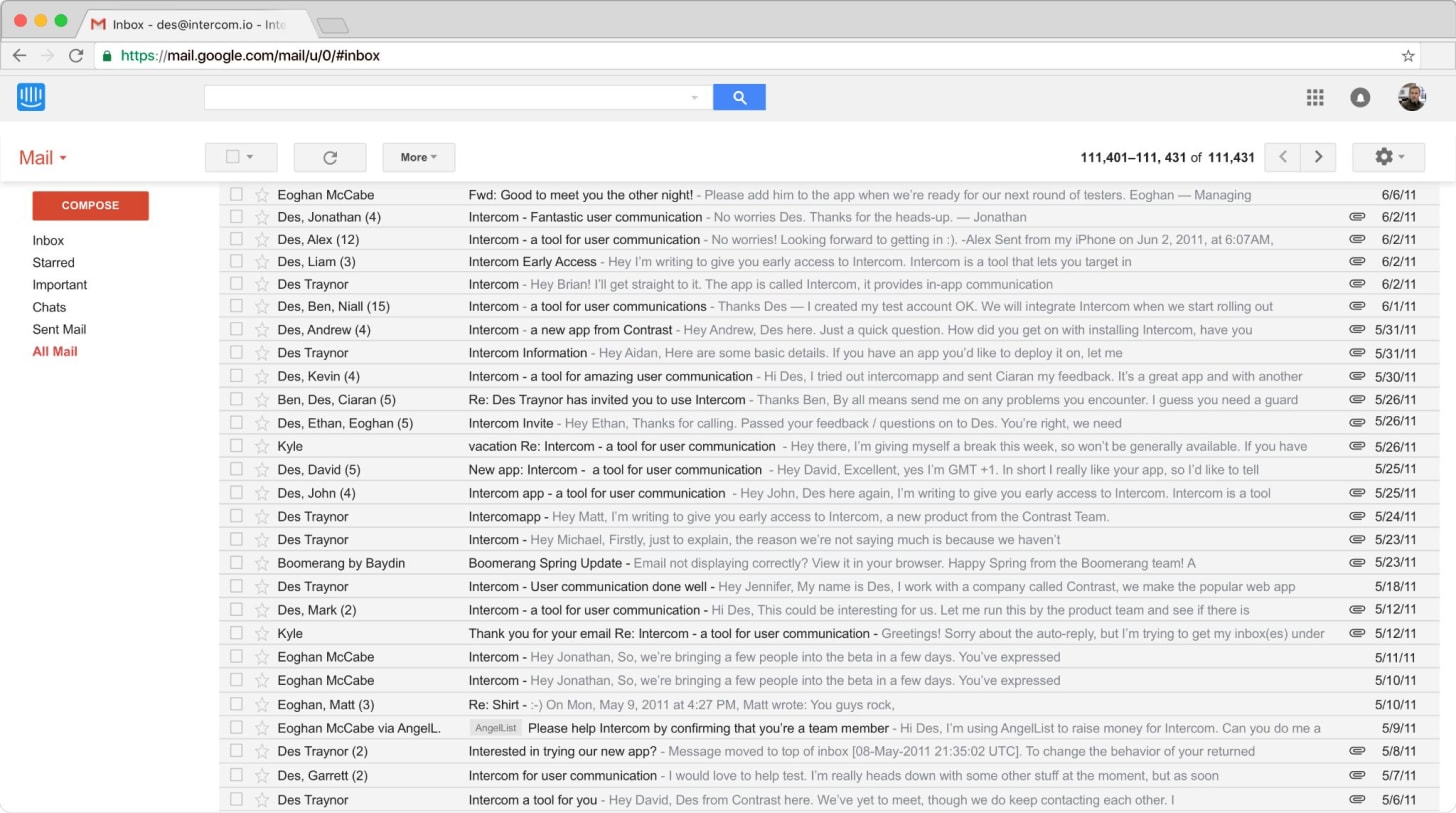 Inbox - des@intercom.io - Inte
https://mail.google.com/mail/u/0/#inbox
Mail
More
111,401–111, 431 of 111,431
COMPOSE
Inbox
Starred
Important
Chats
Sent Mail
All Mail
Eoghan McCabe Fwd: Good to meet you the other night! - Please add him to the app when we're ready for our next round of testers. Eoghan — Managing 6/6/11
Des, Jonathan (4) Intercom - Fantastic user communication - No worries Des. Thanks for the heads-up. — Jonathan 6/2/11
Des, Alex (12) Intercom - a tool for user communication - No worries! Looking forward to getting in :). -Alex Sent from my iPhone on Jun 2, 2011, at 6:07AM, 6/2/11
Des, Liam (3) Intercom Early Access - Hey I'm writing to give you early access to Intercom. Intercom is a tool that lets you target in 6/2/11
Des Traynor Intercom - Hey Brian! I'll get straight to it. The app is called Intercom, it provides in-app communication 6/2/11
Des, Ben, Niall (15) Intercom - a tool for user communications - Thanks Des — I created my test account OK. We will integrate Intercom when we start rolling out 6/1/11
Des, Andrew (4) Intercom - a new app from Contrast - Hey Andrew, Des here. Just a quick question. How did you get on with installing Intercom, have you 5/31/11
Des Traynor Intercom Information - Hey Aidan, Here are some basic details. If you have an app you'd like to deploy it on, let me 5/31/11
Des, Kevin (4) Intercom - a tool for amazing user communication - Hi Des, I tried out intercomapp and sent Ciaran my feedback. It's a great app and with another 5/30/11
Ben, Des, Ciaran (5) Re: Des Traynor has invited you to use Intercom - Thanks Ben, By all means send me on any problems you encounter. I guess you need a guard 5/26/11
Des, Ethan, Eoghan (5) Intercom Invite - Hey Ethan, Thanks for calling. Passed your feedback / questions on to Des. You're right, we need 5/26/11
Kyle vacation Re: Intercom - a tool for user communication - Hey there, I'm giving myself a break this week, so won't be generally available. If you have 5/26/11
Des, David (5) New app: Intercom - a tool for user communication - Hey David, Excellent, yes I'm GMT +1. In short I really like your app, so I'd like to tell 5/25/11
Des, John (4) Intercom app - a tool for user communication - Hey John, Des here again, I'm writing to give you early access to Intercom. Intercom is a tool 5/25/11
Des Traynor Intercomapp - Hey Matt, I'm writing to give you early access to Intercom, a new product from the Contrast Team. 5/24/11
Des Traynor Intercom - Hey Michael, Firstly, just to explain, the reason we're not saying much is because we haven't 5/23/11
Boomerang by Baydin Boomerang Spring Update - Email not displaying correctly? View it in your browser. Happy Spring from the Boomerang team! A 5/23/11
Des Traynor Intercom - User communication done well - Hey Jennifer, My name is Des, I work with a company called Contrast, we make the popular web app 5/18/11
Des, Mark (2) Intercom - a tool for user communication - Hi Des, This could be interesting for us. Let me run this by the product team and see if there is 5/12/11
Kyle Thank you for your email Re: Intercom - a tool for user communication - Greetings! Sorry about the auto-reply, but I'm trying to get my inbox(es) under 5/12/11
Eoghan McCabe Intercom - Hey Jonathan, So, we're bringing a few people into the beta in a few days. You've expressed 5/11/11
Eoghan McCabe Intercom - Hey Jonathan, So, we're bringing a few people into the beta in a few days. You've expressed 5/10/11
Eoghan, Matt (3) Re: Shirt - :-) On Mon, May 9, 2011 at 4:27 PM, Matt wrote: You guys rock, 5/10/11
Eoghan McCabe via AngelL. AngelList Please help Intercom by confirming that you're a team member - Hi Des, I'm using AngelList to raise money for Intercom. Can you do me a 5/9/11
Des Traynor (2) Interested in trying our new app? - Message moved to top of inbox [08-May-2011 21:35:02 UTC]. To change the behavior of your returned 5/8/11
Des, Garrett (2) Intercom for user communication - I would love to help test. I'm really heads down with some other stuff at the moment, but as soon 5/7/11
Des Traynor Intercom a tool for you - Hey David, Des from Contrast here. We've yet to meet, though we do keep contacting each other. I 5/6/11